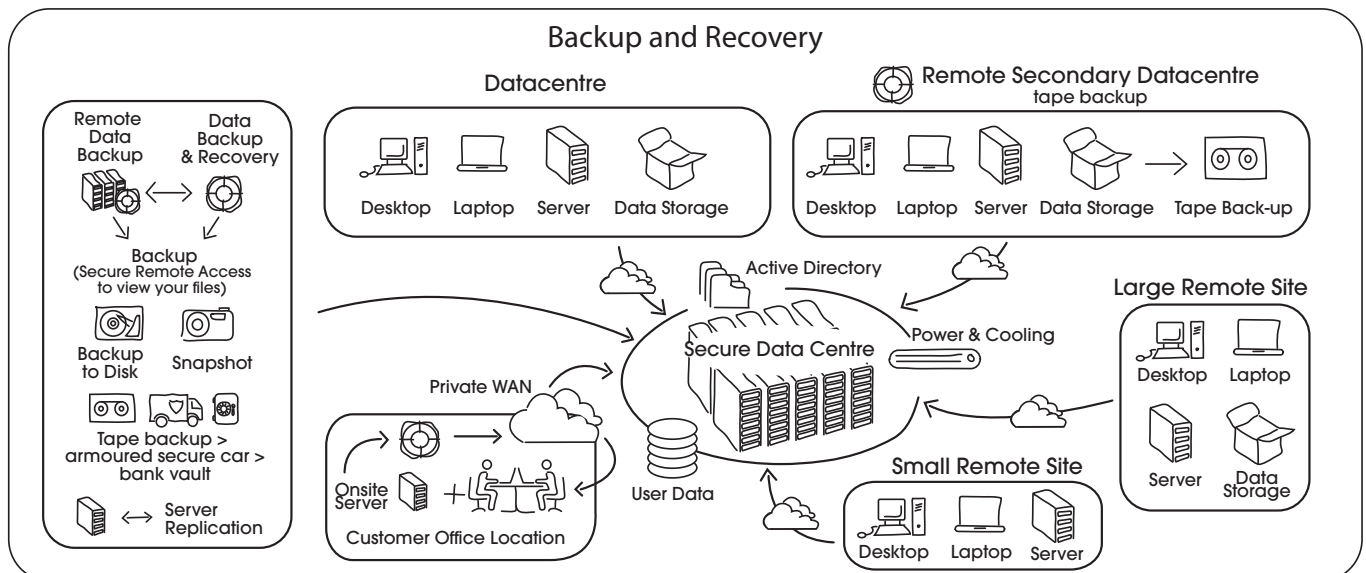 Backup and Recovery
Datacentre
Remote Secondary Datacentre
tape backup
Remote
Data
Backup
Data
Backup
& Recovery
Backup
(Secure Remote Access
to view your files)
Backup
to Disk
Snapshot
Tape backup >
armoured secure car >
bank vault
Server
Replication
Desktop
Laptop
Server
Data Storage
Desktop
Laptop
Server
Data Storage
Tape Back-up
Active Directory
Power & Cooling
Secure Data Centre
Private WAN
Onsite
Server
Customer Office Location
User Data
Large Remote Site
Desktop
Laptop
Server
Data
Storage
Small Remote Site
Desktop
Laptop
Server